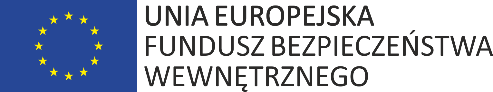 UNIA EUROPEJSKA
FUNDUSZ BEZPIECZEŃSTWA
WEWNĘTRZNEGO